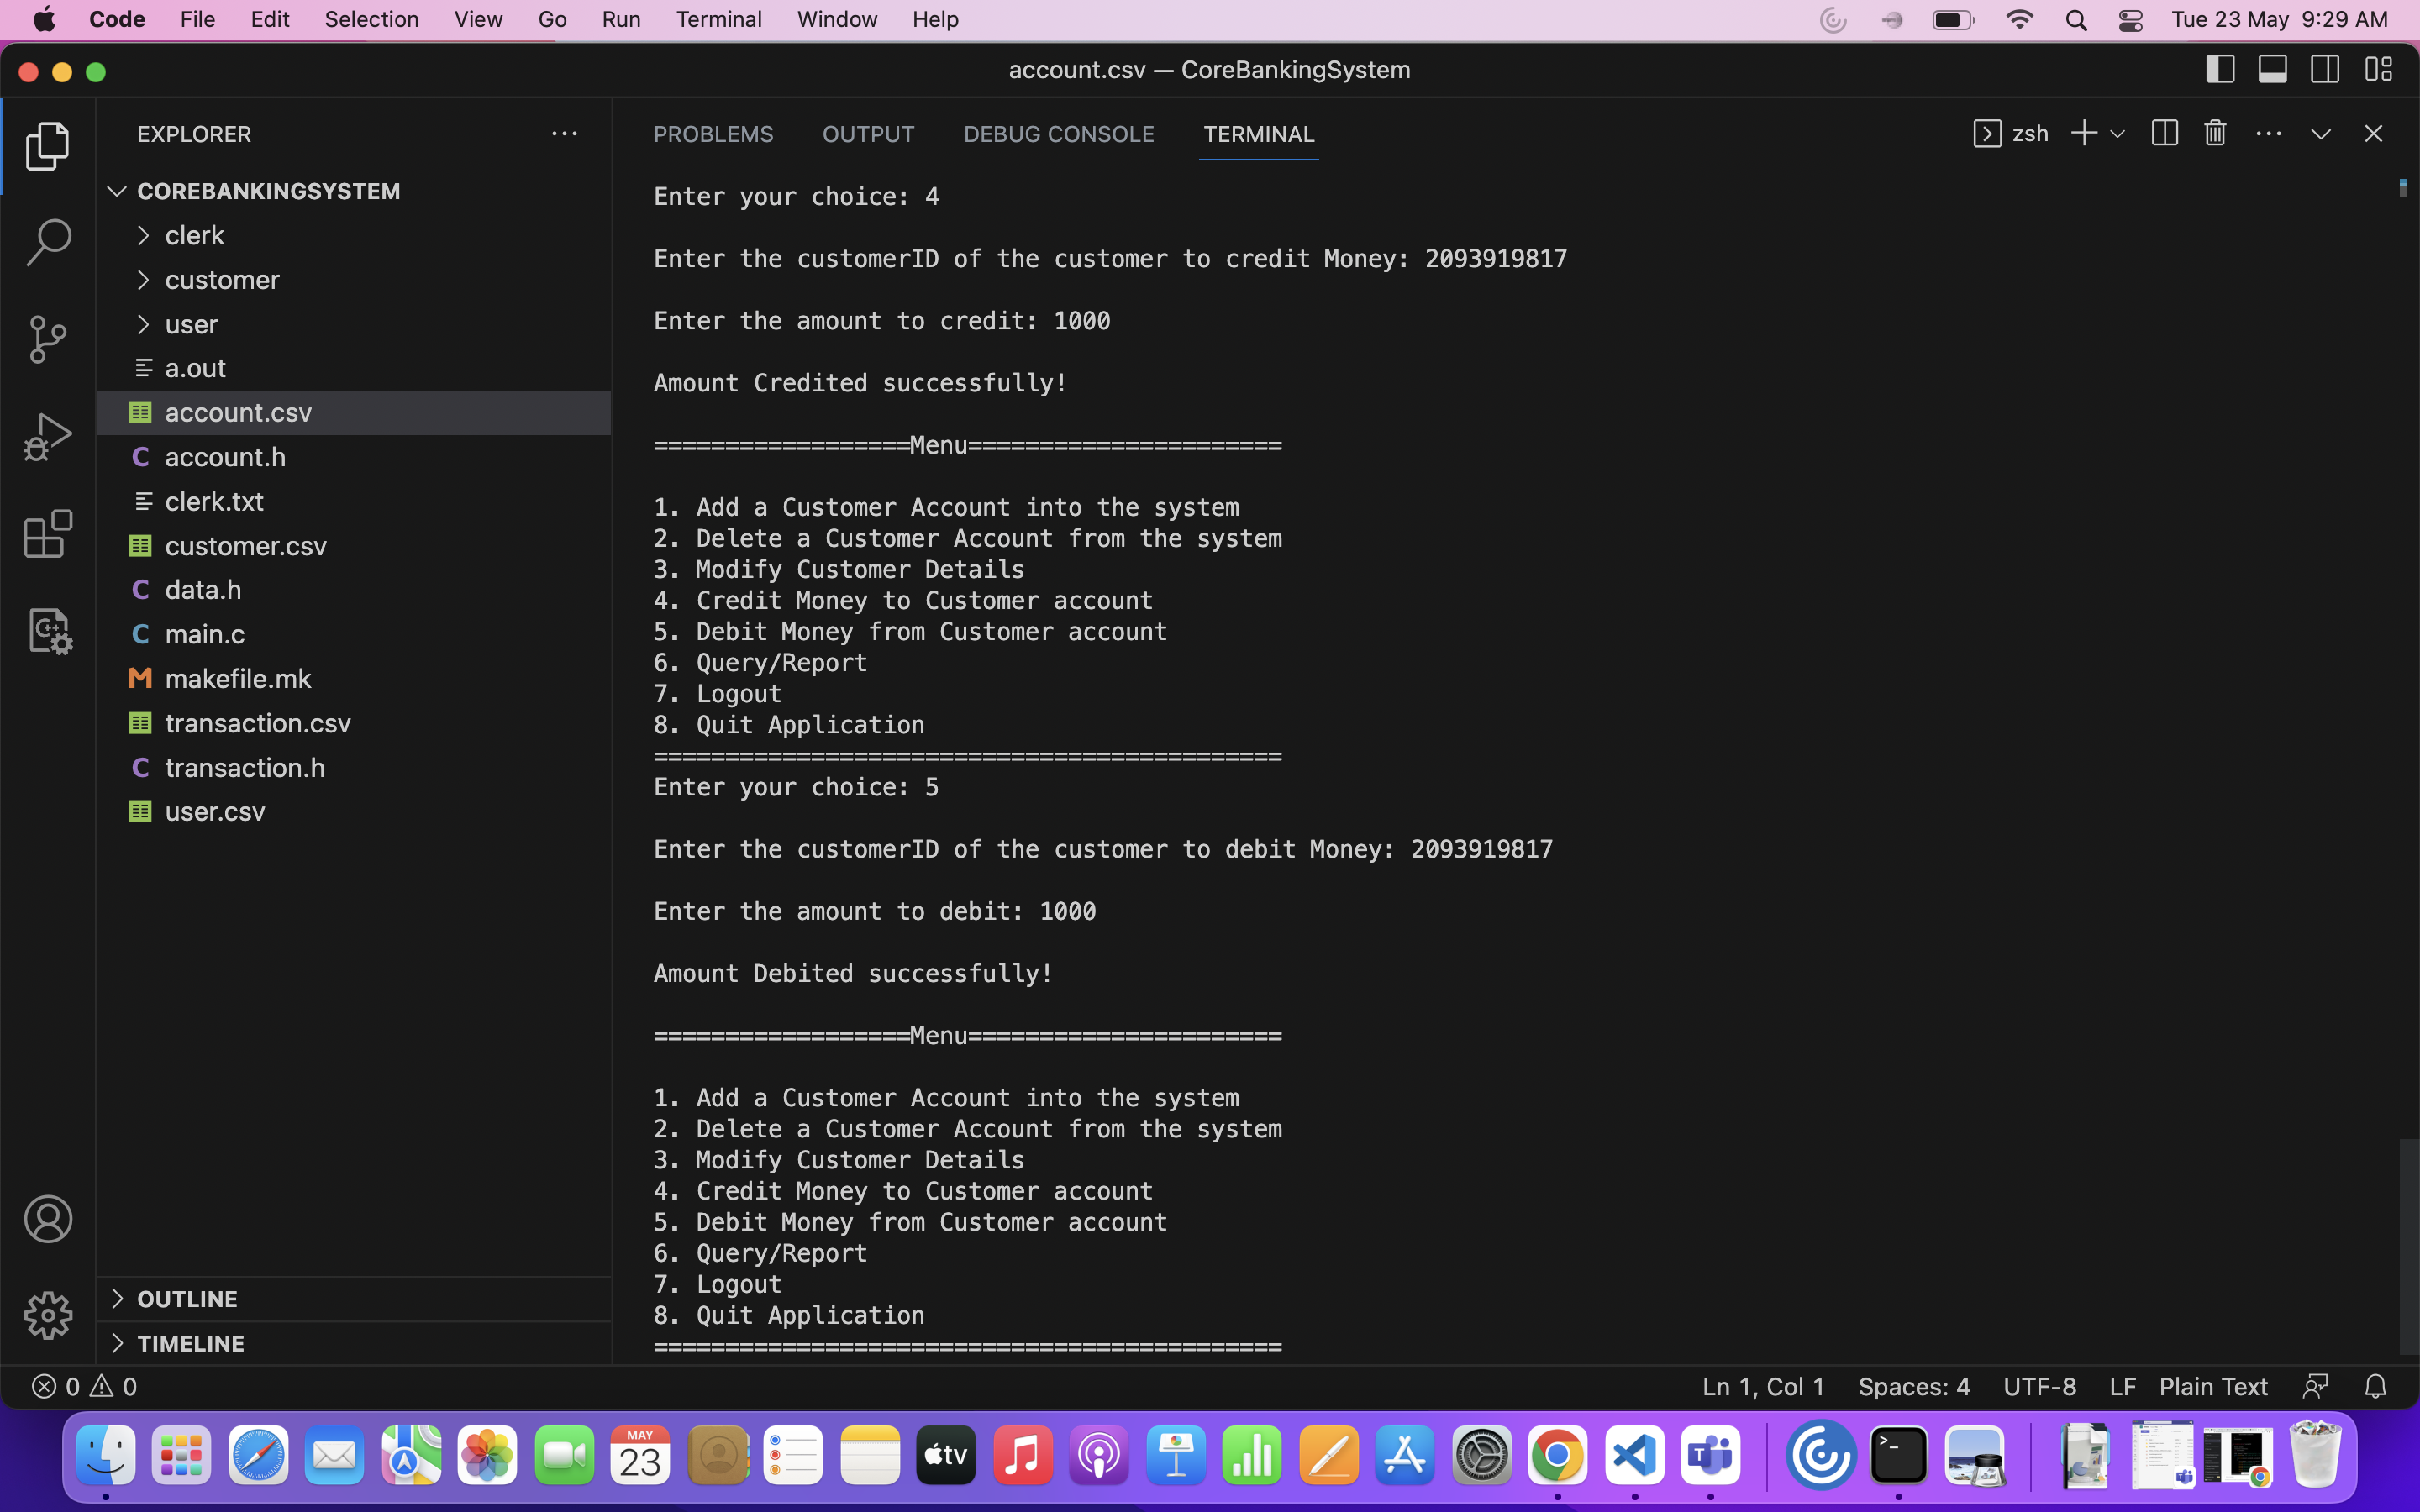 Code File Edit Selection View Go Run Terminal Window Help Tue 23 May 9:29 AM
account.csv — CoreBankingSystem
EXPLORER
COREBANKINGSYSTEM
clerk
customer
user
a.out
account.csv
C account.h
clerk.txt
customer.csv
C data.h
C main.c
M makefile.mk
transaction.csv
C transaction.h
user.csv
OUTLINE
TIMELINE
PROBLEMS OUTPUT DEBUG CONSOLE TERMINAL zsh
Enter your choice: 4
Enter the customerID of the customer to credit Money: 2093919817
Enter the amount to credit: 1000
Amount Credited successfully!
==================Menu======================
1. Add a Customer Account into the system
2. Delete a Customer Account from the system
3. Modify Customer Details
4. Credit Money to Customer account
5. Debit Money from Customer account
6. Query/Report
7. Logout
8. Quit Application
============================================
Enter your choice: 5
Enter the customerID of the customer to debit Money: 2093919817
Enter the amount to debit: 1000
Amount Debited successfully!
==================Menu======================
1. Add a Customer Account into the system
2. Delete a Customer Account from the system
3. Modify Customer Details
4. Credit Money to Customer account
5. Debit Money from Customer account
6. Query/Report
7. Logout
8. Quit Application
============================================
0 0 Ln 1, Col 1 Spaces: 4 UTF-8 LF Plain Text
MAY
23
tv